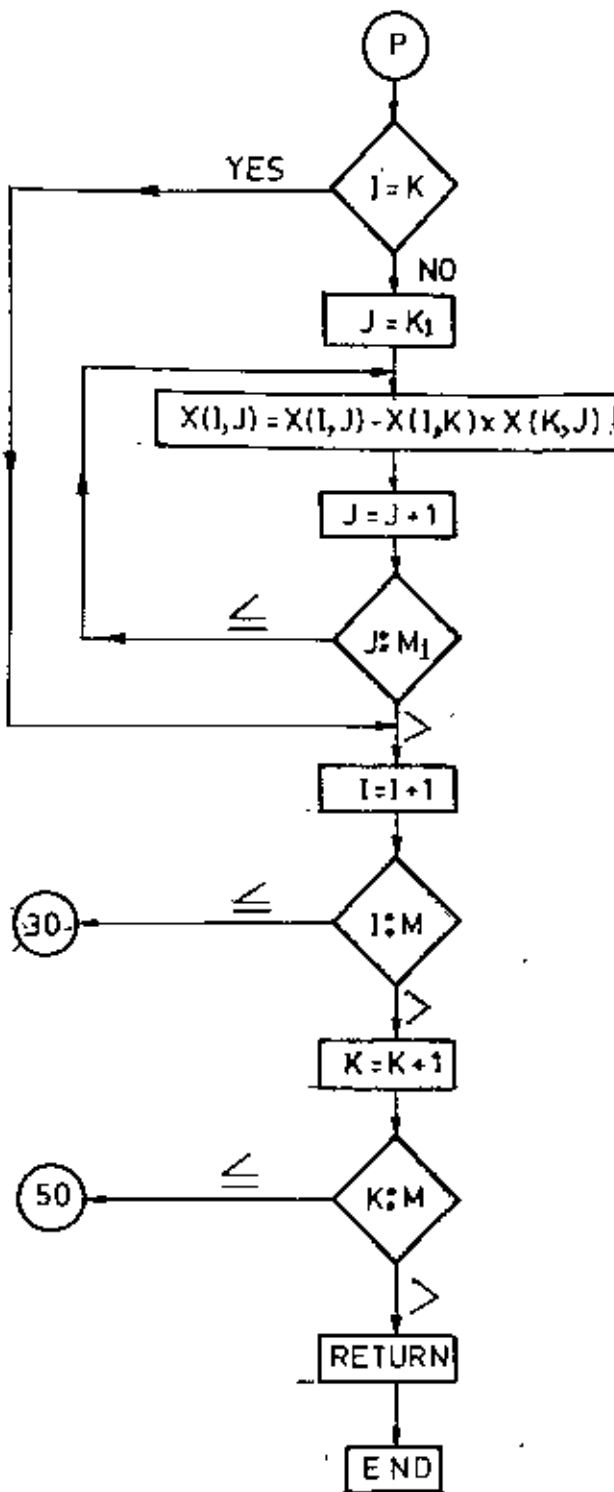 P
YES
I = K
NO
J = K1
X(I,J) = X(I,J) - X(I,K) x X(K,J)
J = J + 1
≤
J : M1
>
I = I + 1
30
≤
I : M
>
K = K + 1
50
≤
K : M
>
RETURN
END